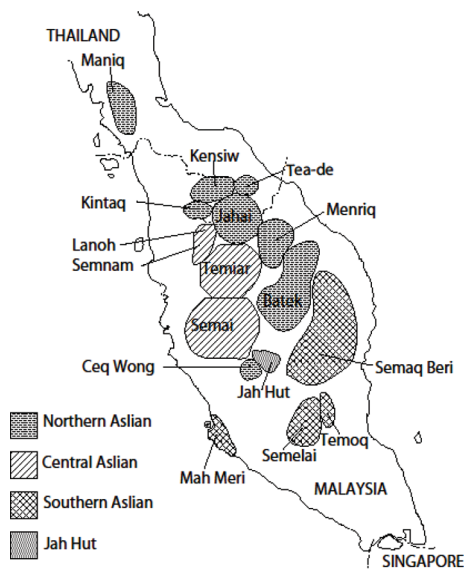 THAILAND
Maniq
Kensiw
Tea-de
Kintaq
Jahai
Menriq
Lanoh
Semnam
Temiar
Batek
Semai
Ceq Wong
Semaq Beri
Jah Hut
Northern Aslian
Temoq
Semelai
Central Aslian
Mah Meri
MALAYSIA
Southern Aslian
Jah Hut
SINGAPORE